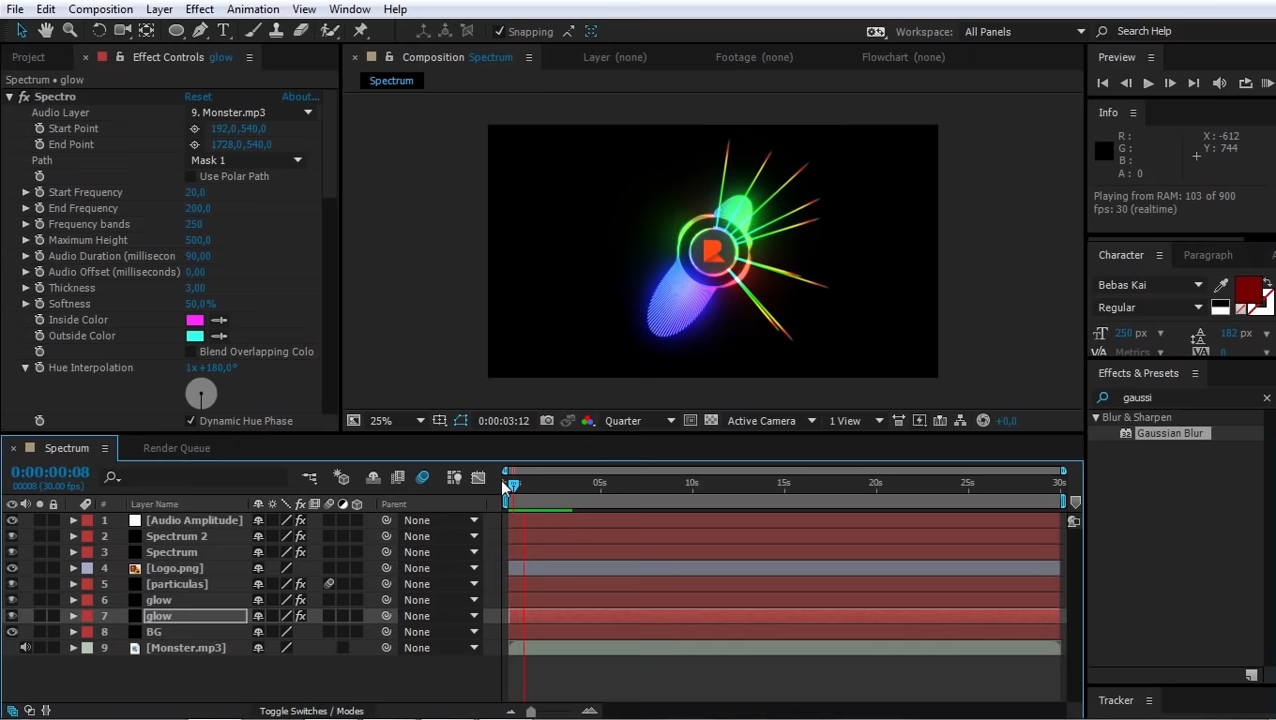 File Edit Composition Layer Effect Animation View Window Help
Snapping Workspace: All Panels Search Help
Project Effect Controls glow Composition Spectrum Layer (none) Footage (none) Flowchart (none) Preview
Spectrum • glow
Spectrum
fx Spectro Reset About...
Audio Layer 9. Monster.mp3
Start Point 192,0,540,0
End Point 1728,0,540,0
Path Mask 1
Use Polar Path
Start Frequency 20,0
End Frequency 200,0
Frequency bands 250
Maximum Height 500,0
Audio Duration (millisecon 90,00
Audio Offset (milliseconds) 0,00
Thickness 3,00
Softness 50,0%
Inside Color
Outside Color
Blend Overlapping Colo
Hue Interpolation 1x+180,0°
Dynamic Hue Phase
R
25% 0:00:03:12 Quarter Active Camera 1 View +0,0
Info
R : X : -612
G : Y : 744
B :
A : 0
Playing from RAM: 103 of 900
fps: 30 (realtime)
Character Paragraph
Bebas Kai
Regular
250 px 182 px
Metrics 0
Effects & Presets
gaussi
Blur & Sharpen
Gaussian Blur
Tracker
Spectrum Render Queue
0:00:00:08
00008 (30.00 fps)
05s 10s 15s 20s 25s 30s
# Layer Name fx Parent
1 [Audio Amplitude] fx None
2 Spectrum 2 fx None
3 Spectrum fx None
4 [Logo.png] None
5 [particulas] fx None
6 glow fx None
7 glow fx None
8 BG None
9 [Monster.mp3] None
Toggle Switches / Modes